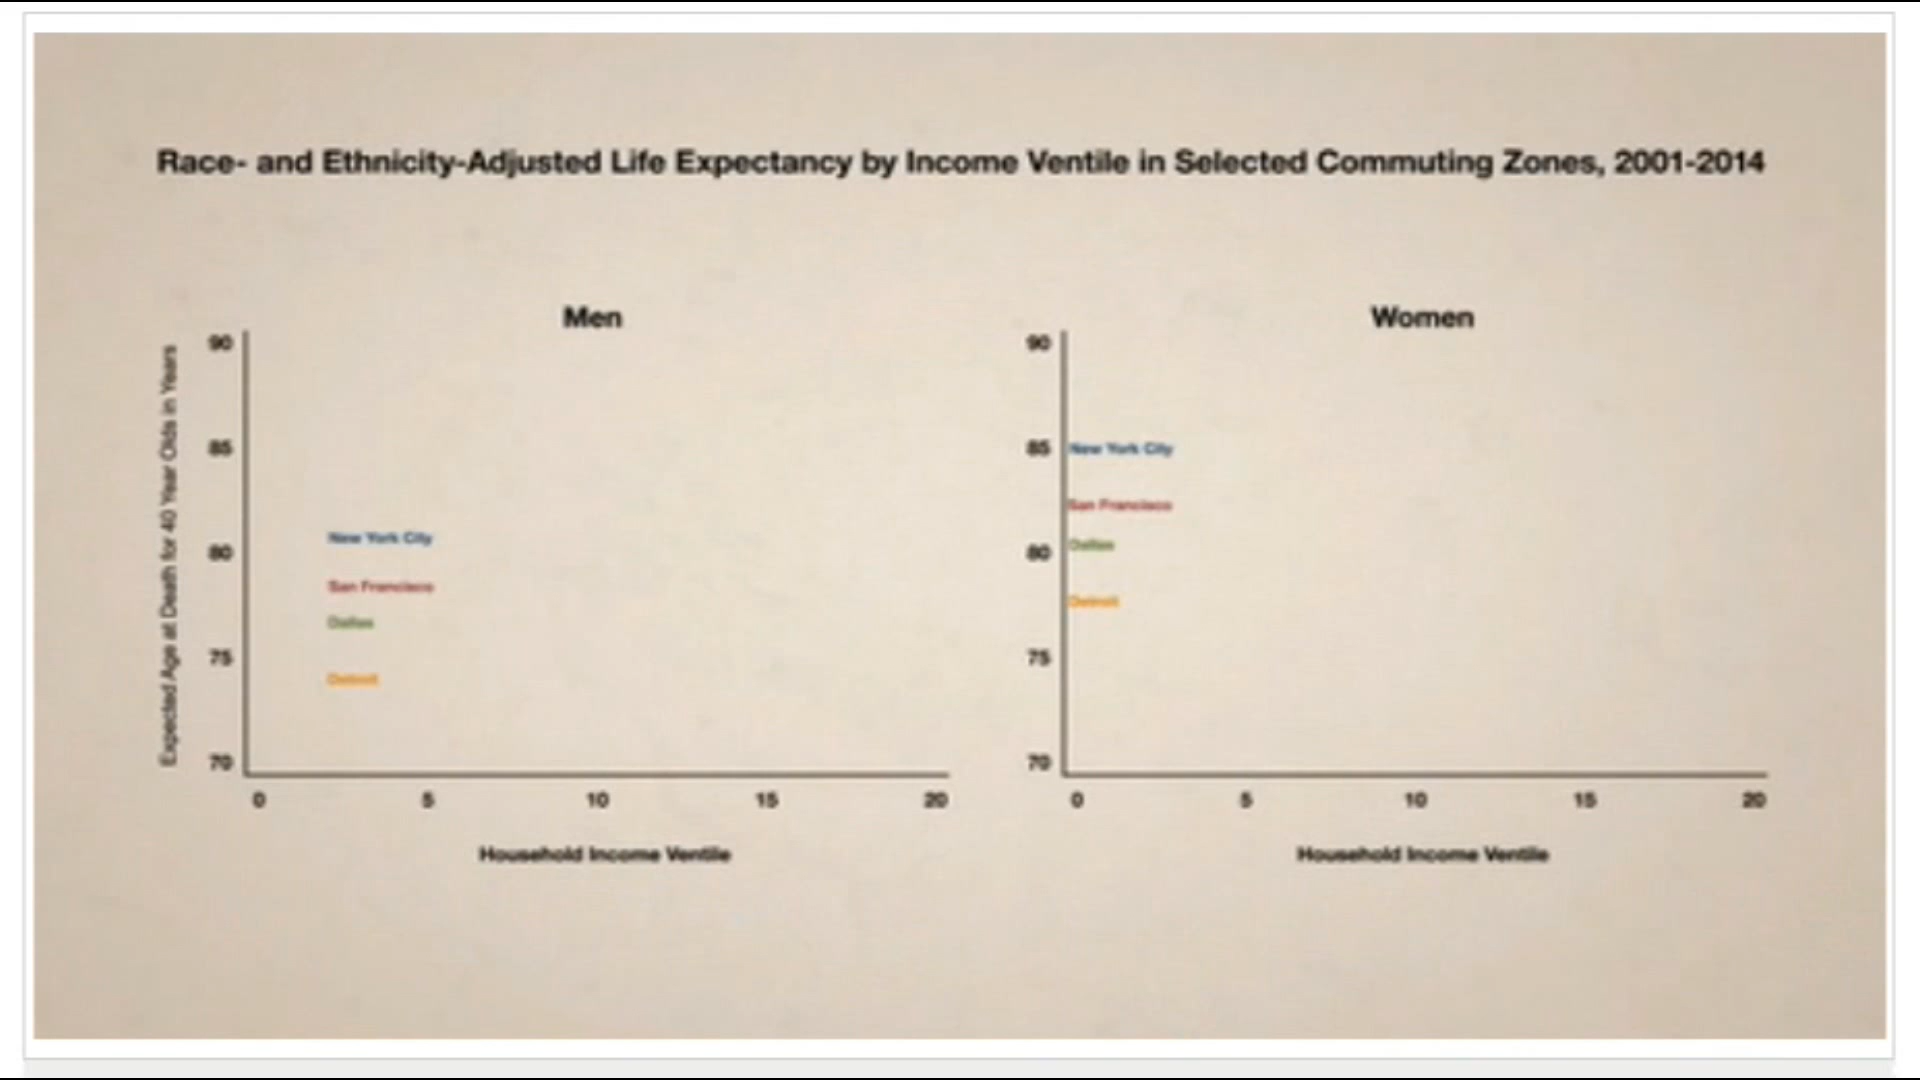 Race- and Ethnicity-Adjusted Life Expectancy by Income Ventile in Selected Commuting Zones, 2001-2014
Men
Expected Age at Death for 40 Year Olds in Years
90
85
80
75
70
New York City
San Francisco
Dallas
Detroit
0 5 10 15 20
Household Income Ventile
Women
90
85
80
75
70
New York City
San Francisco
Dallas
Detroit
0 5 10 15 20
Household Income Ventile